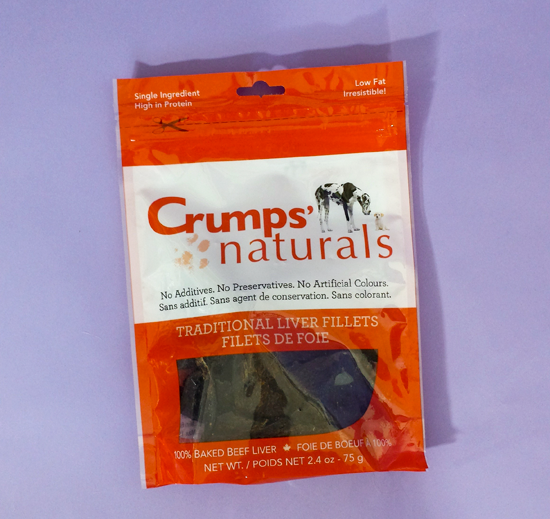 Single Ingredient
High in Protein
Low Fat
Irresistible!
Crumps'
naturals
No Additives. No Preservatives. No Artificial Colours.
Sans additif. Sans agent de conservation. Sans colorant.
TRADITIONAL LIVER FILLETS
FILETS DE FOIE
100% BAKED BEEF LIVER FOIE DE BOEUF À 100%
NET WT. / POIDS NET 2.4 oz - 75 g